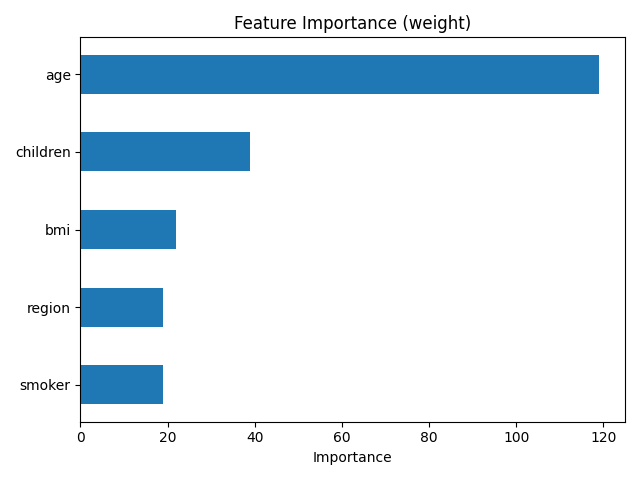 Feature Importance (weight)
age
children
bmi
region
smoker
0 20 40 60 80 100 120
Importance